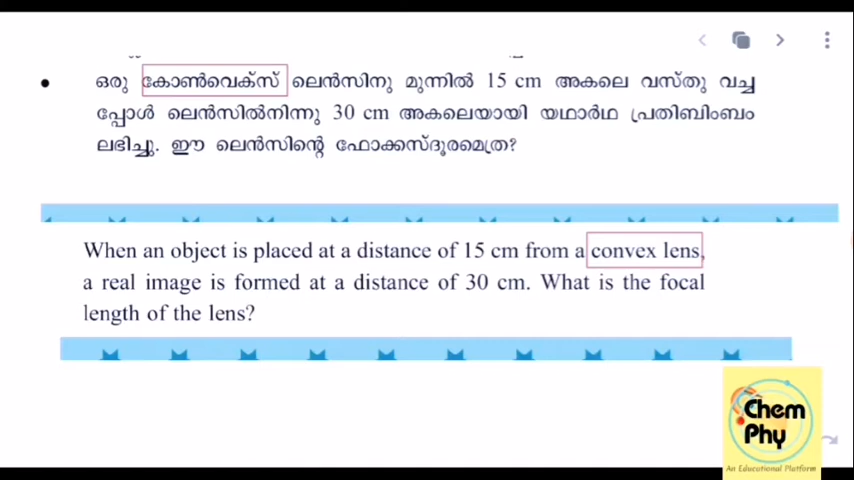 ഒരു കോൺവെക്സ് ലെൻസിനു മുന്നിൽ 15 cm അകലെ വസ്തു വച്ച
പ്പോൾ ലെൻസിൽനിന്നു 30 cm അകലെയായി യഥാർഥ പ്രതിബിംബം
ലഭിച്ചു. ഈ ലെൻസിന്റെ ഫോക്കസ്ദൂരമെത്ര?
When an object is placed at a distance of 15 cm from a convex lens,
a real image is formed at a distance of 30 cm. What is the focal
length of the lens?
Chem
Phy
An Educational Platform